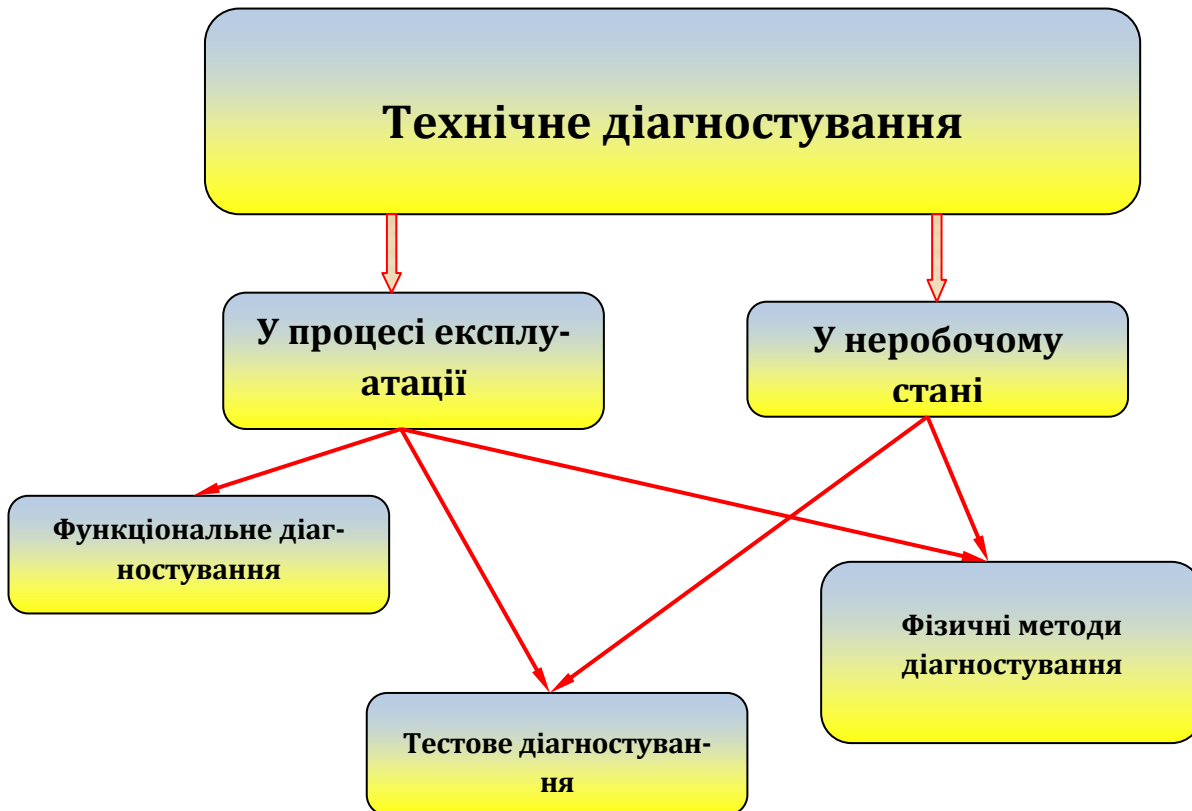 Технічне діагностування
У процесі експлу-
атації
У неробочому
стані
Функціональне діаг-
ностування
Фізичні методи
діагностування
Тестове діагностуван-
ня